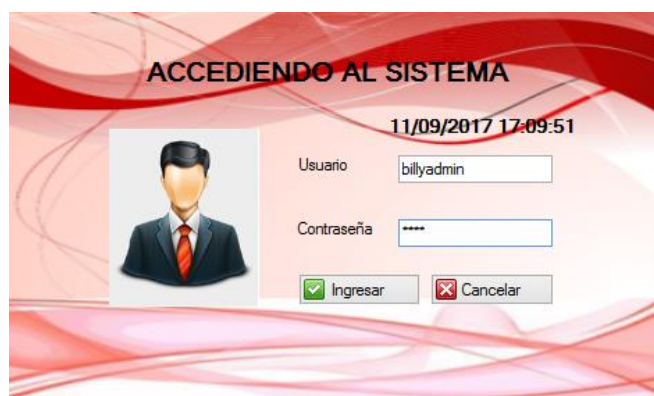 ACCEDIENDO AL SISTEMA
11/09/2017 17:09:51
Usuario billyadmin
Contraseña ****
Ingresar Cancelar